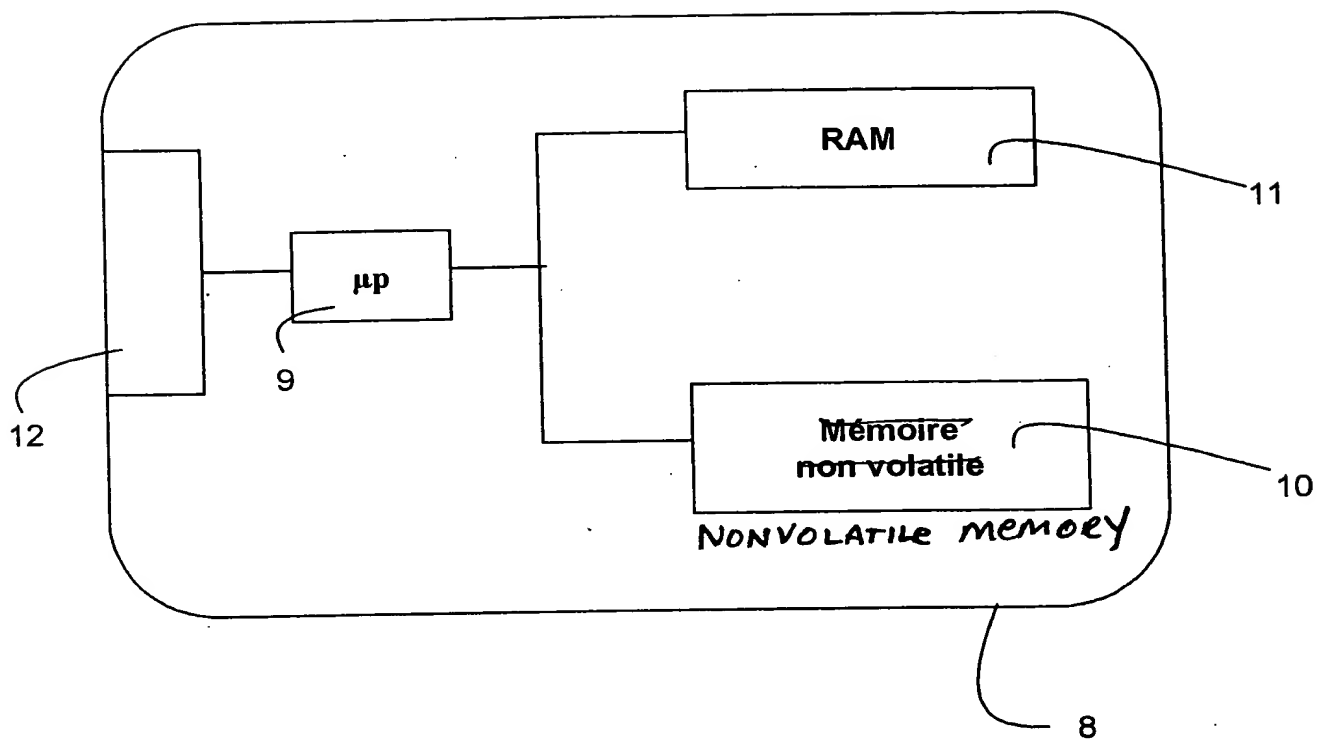 RAM
11
μp
9
12
Mémoire
non volatile
10
NONVOLATILE MEMORY
8